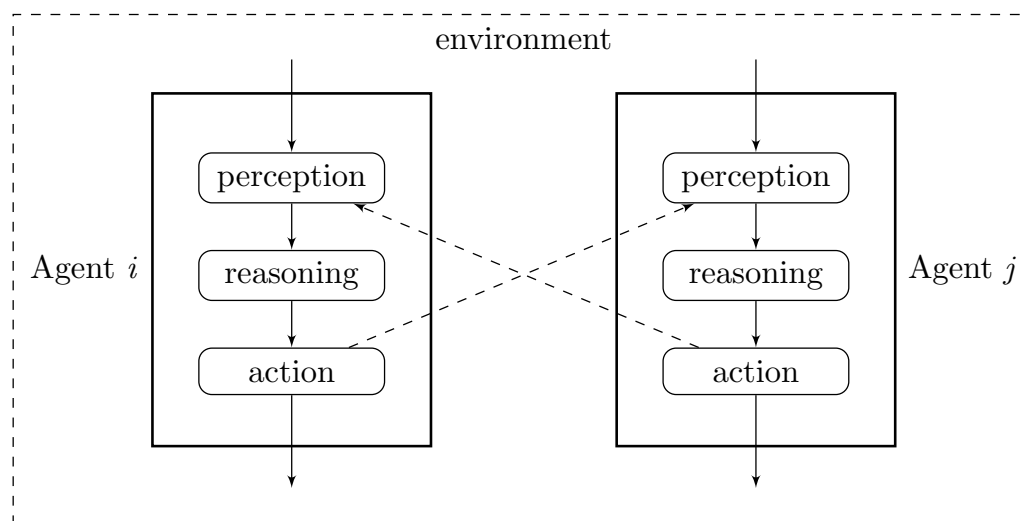 environment
perception
perception
Agent i
reasoning
reasoning
Agent j
action
action